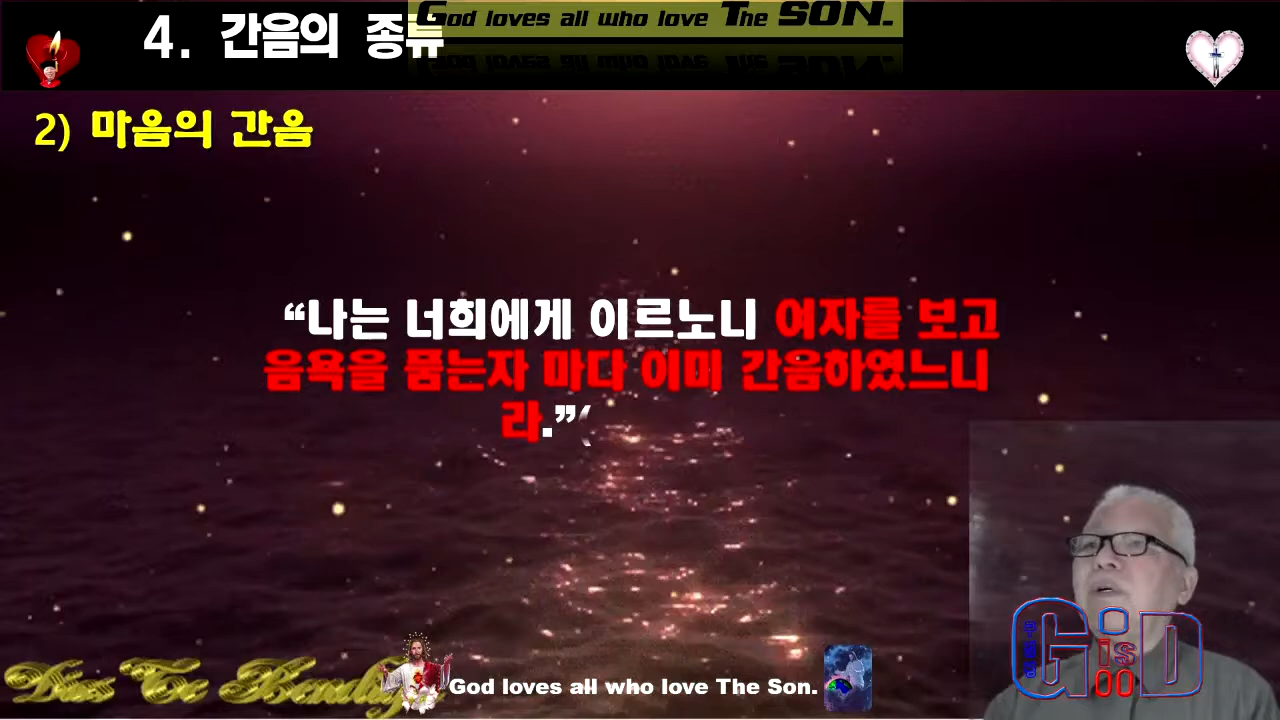 God loves all who love The SON.
4. 간음의 종류
2) 마음의 간음
“나는 너희에게 이르노니 여자를 보고
음욕을 품는자 마다 이미 간음하였느니
라.”(
God loves all who love The Son.
GOD is 00